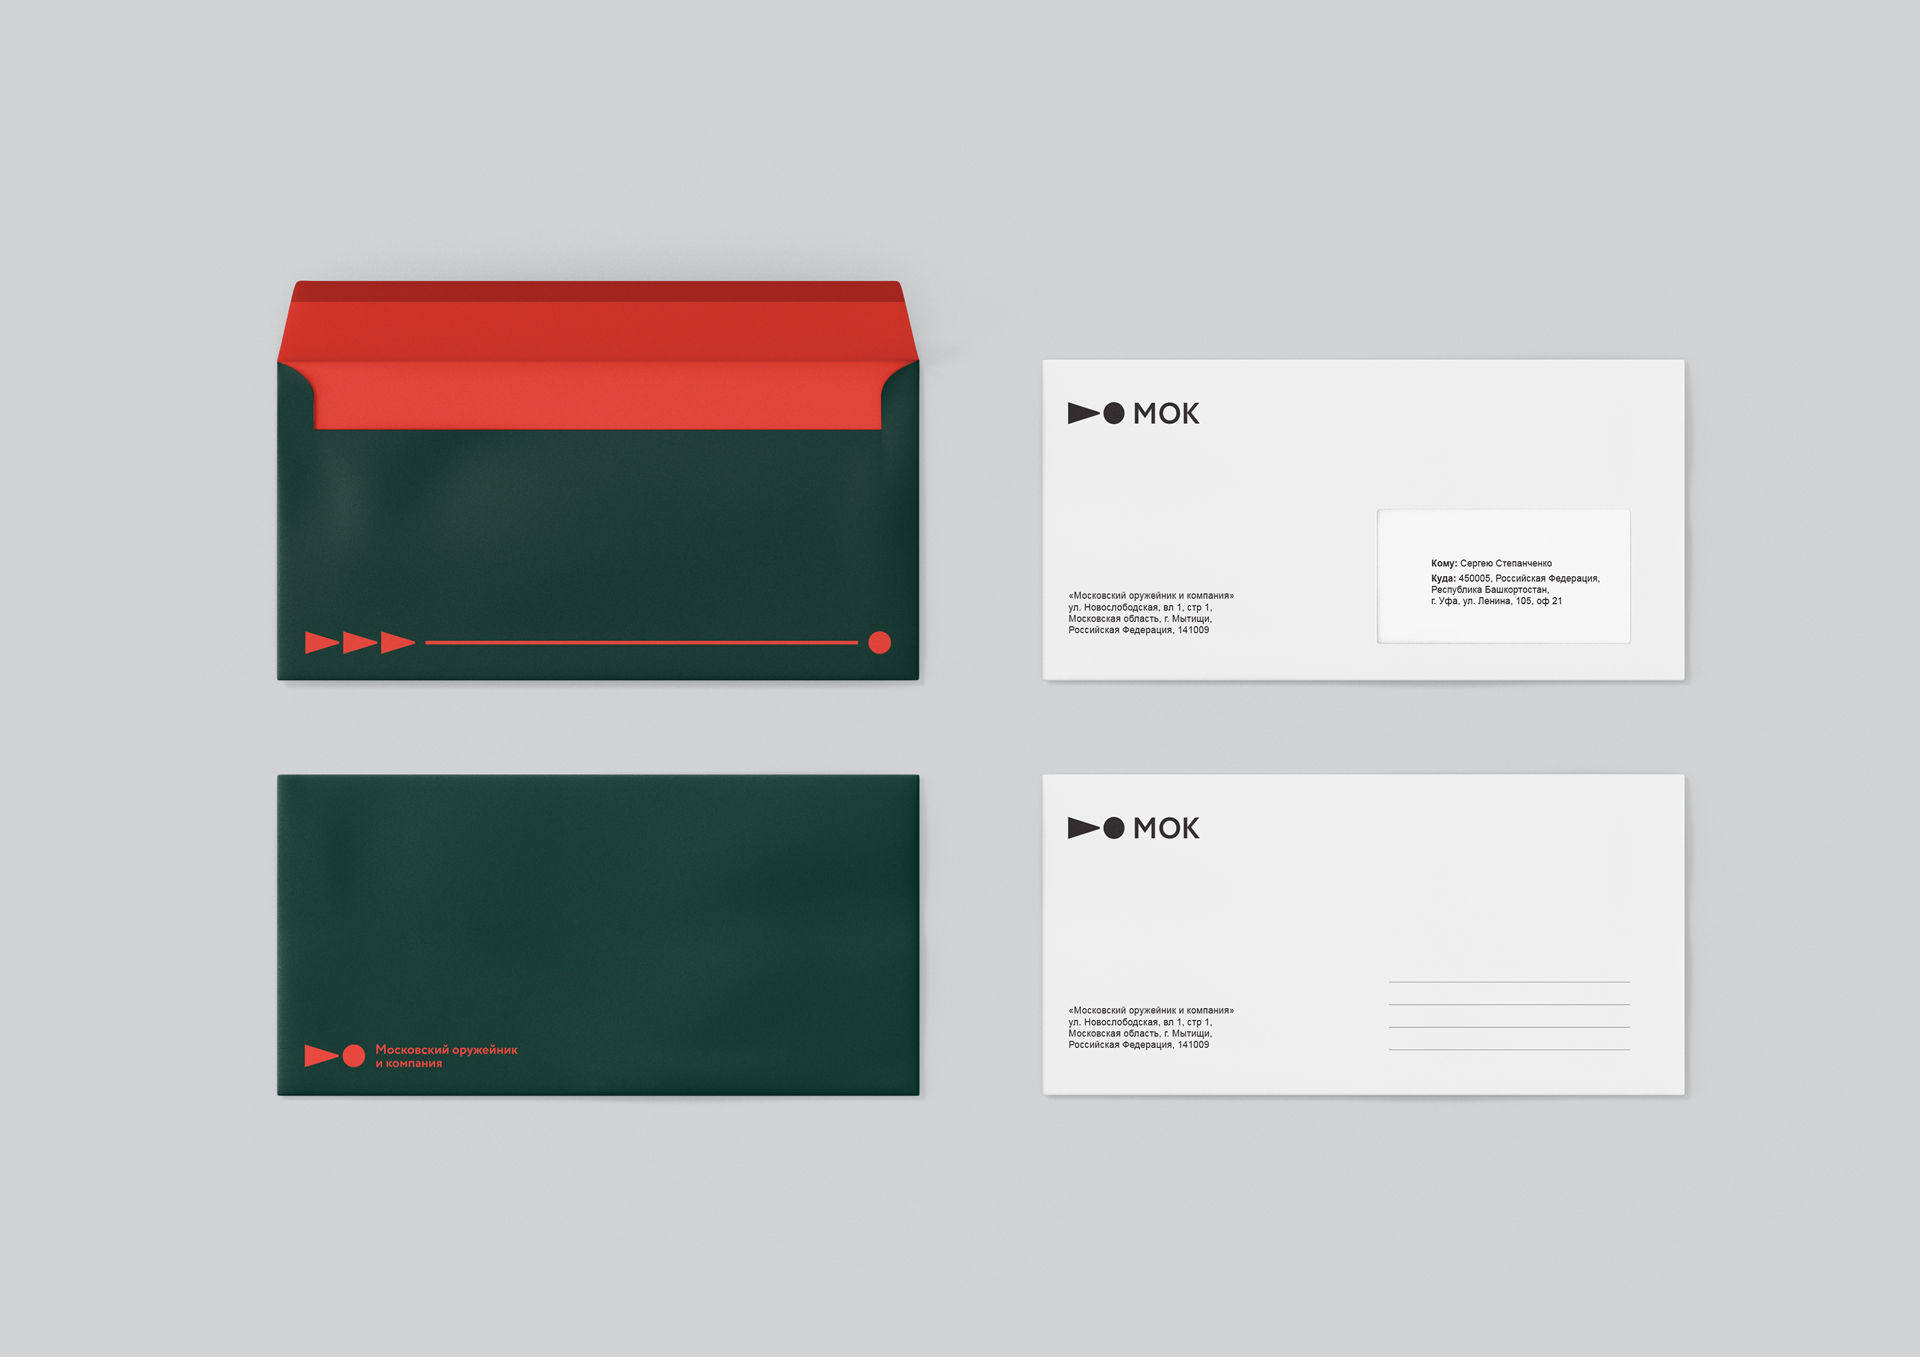 МОК
«Московский оружейник и компания»
ул. Новослободская, вл 1, стр 1,
Московская область, г. Мытищи,
Российская Федерация, 141009
Кому: Сергею Степанченко
Куда: 450005, Российская Федерация,
Республика Башкортостан,
г. Уфа, ул. Ленина, 105, оф 21
Московский оружейник
и компания
МОК
«Московский оружейник и компания»
ул. Новослободская, вл 1, стр 1,
Московская область, г. Мытищи,
Российская Федерация, 141009